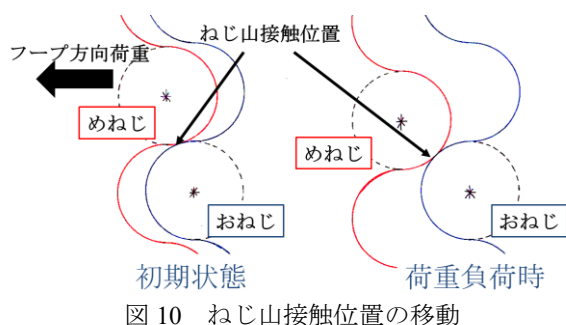 ねじ山接触位置
フープ方向荷重
めねじ
めねじ
おねじ
おねじ
初期状態
荷重負荷時
図 10 ねじ山接触位置の移動